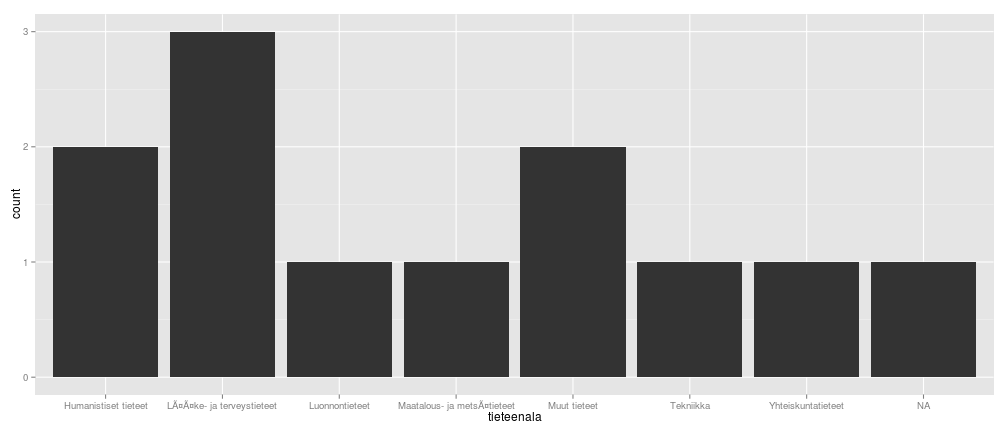 3
2
1
0
count
Humanistiset tieteet
LÃ¤Ã¤ke- ja terveystieteet
Luonnontieteet
Maatalous- ja metsÃ¤tieteet
Muut tieteet
Tekniikka
Yhteiskuntatieteet
NA
tieteenala